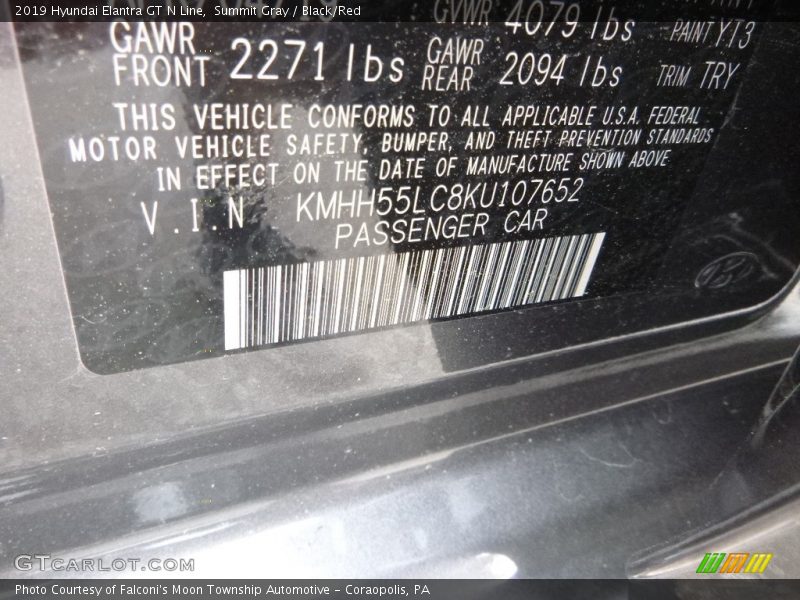 2019 Hyundai Elantra GT N Line, Summit Gray / Black/Red
GVWR 4079 lbs PAINT YT3
GAWR FRONT 2271 lbs GAWR REAR 2094 lbs TRIM TRY
THIS VEHICLE CONFORMS TO ALL APPLICABLE U.S.A. FEDERAL
MOTOR VEHICLE SAFETY, BUMPER, AND THEFT PREVENTION STANDARDS
IN EFFECT ON THE DATE OF MANUFACTURE SHOWN ABOVE
V.I.N KMHH55LC8KU107652
PASSENGER CAR
GTCARLOT.COM
Photo Courtesy of Falconi's Moon Township Automotive - Coraopolis, PA